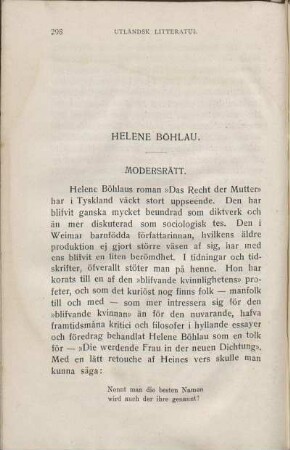 298 UTLÄNDSK LITTERATUR.
HELENE BÖHLAU.
MODERSRÄTT.
Helene Böhlaus roman »Das Recht der Mutter»
har i Tyskland väckt stort uppseende. Den har
blifvit ganska mycket beundrad som diktverk och
än mer diskuterad som sociologisk tes. Den i
Weimar barnfödda författarinnan, hvilkens äldre
produktion ej gjort större väsen af sig, har med
ens blifvit en liten berömdhet. I tidningar och tid-
skrifter, öfverallt stöter man på henne. Hon har
korats till en af den »blifvande kvinnlighetens» pro-
feter, och som det kuriöst nog finns folk — manfolk
till och med — som mer intressera sig för den
»blifvande kvinnan» än för den nuvarande, hafva
framtidsmåna kritici och filosofer i hyllande essayer
och föredrag behandlat Helene Böhlau som en tolk
för — »Die werdende Frau in der neuen Dichtung».
Med en lätt retouche af Heines vers skulle man
kunna säga:
Nennt man die besten Namen
wird auch der ihre genannt?